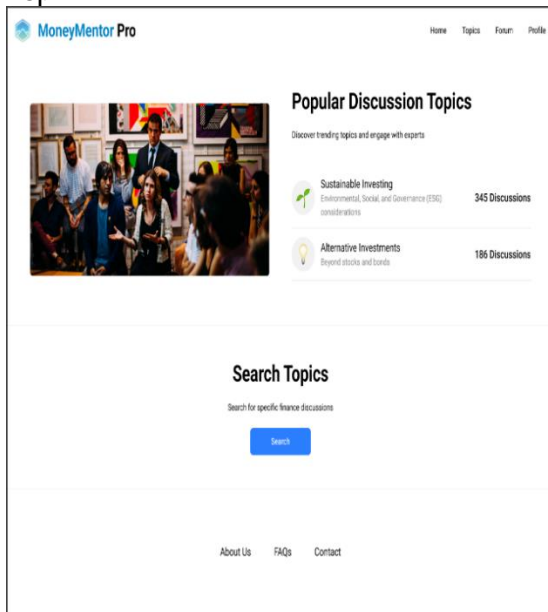 MoneyMentor Pro
Home Topics Forum Profile
Popular Discussion Topics
Discover trending topics and engage with experts
Sustainable Investing
Environmental, Social, and Governance (ESG)
considerations
345 Discussions
Alternative Investments
Beyond stocks and bonds
186 Discussions
Search Topics
Search for specific finance discussions
Search
About Us FAQs Contact